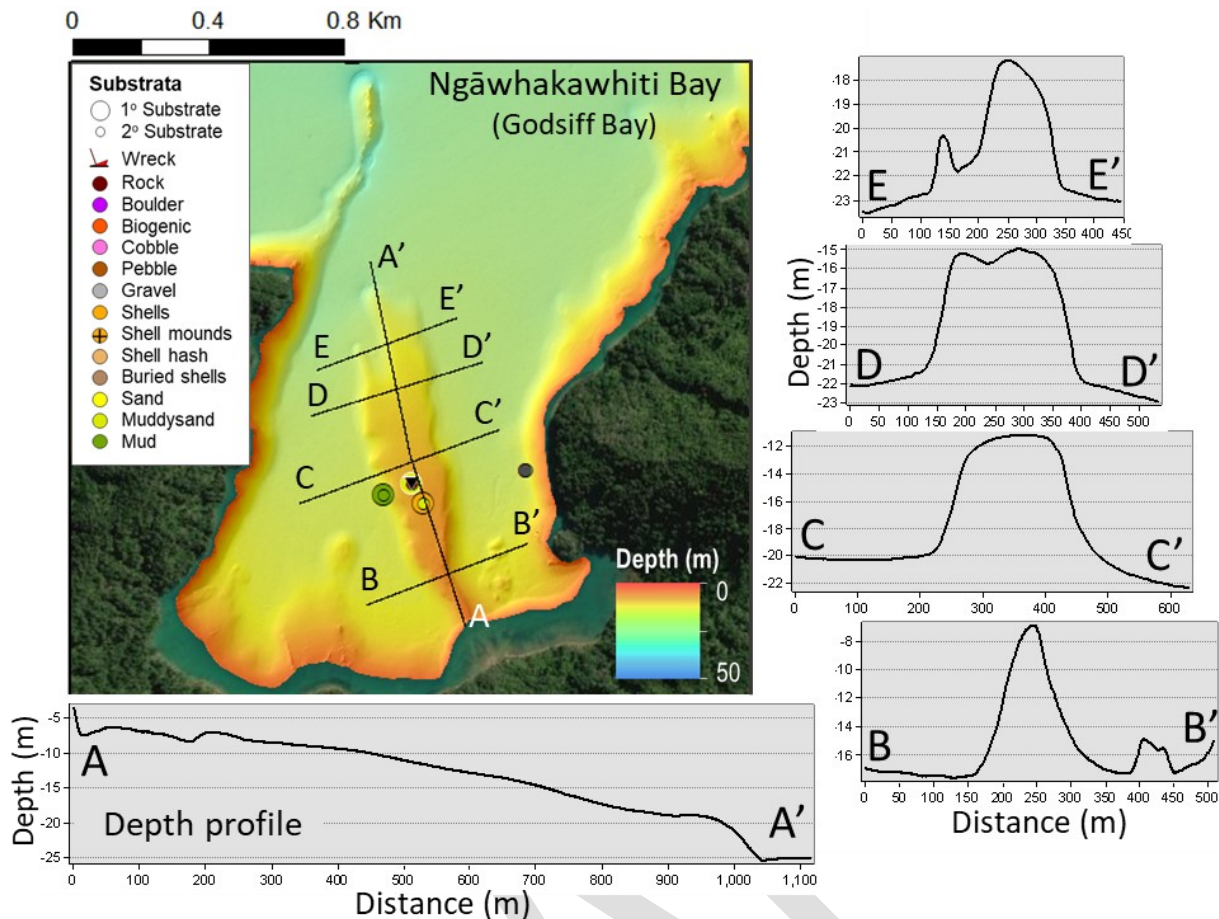 0 0.4 0.8 Km
Ngāwhakawhiti Bay
(Godsiff Bay)
Substrata
1º Substrate
2º Substrate
Wreck
Rock
Boulder
Biogenic
Cobble
Pebble
Gravel
Shells
Shell mounds
Shell hash
Buried shells
Sand
Muddysand
Mud
A'
E'
E
D'
D
C'
C
B'
B
A
Depth (m)
0
50
-18
-19
-20
-21
-22
-23
E E'
0 50 100 150 200 250 300 350 400 450
-15
-16
-17
-18
-19
-20
-21
-22
-23
D D'
0 50 100 150 200 250 300 350 400 450 500
Depth (m)
-12
-14
-16
-18
-20
-22
C C'
0 100 200 300 400 500 600
-8
-10
-12
-14
-16
B B'
0 50 100 150 200 250 300 350 400 450 500
Distance (m)
Depth (m)
-5
-10
-15
-20
-25
A A'
Depth profile
0 100 200 300 400 500 600 700 800 900 1,000 1,100
Distance (m)